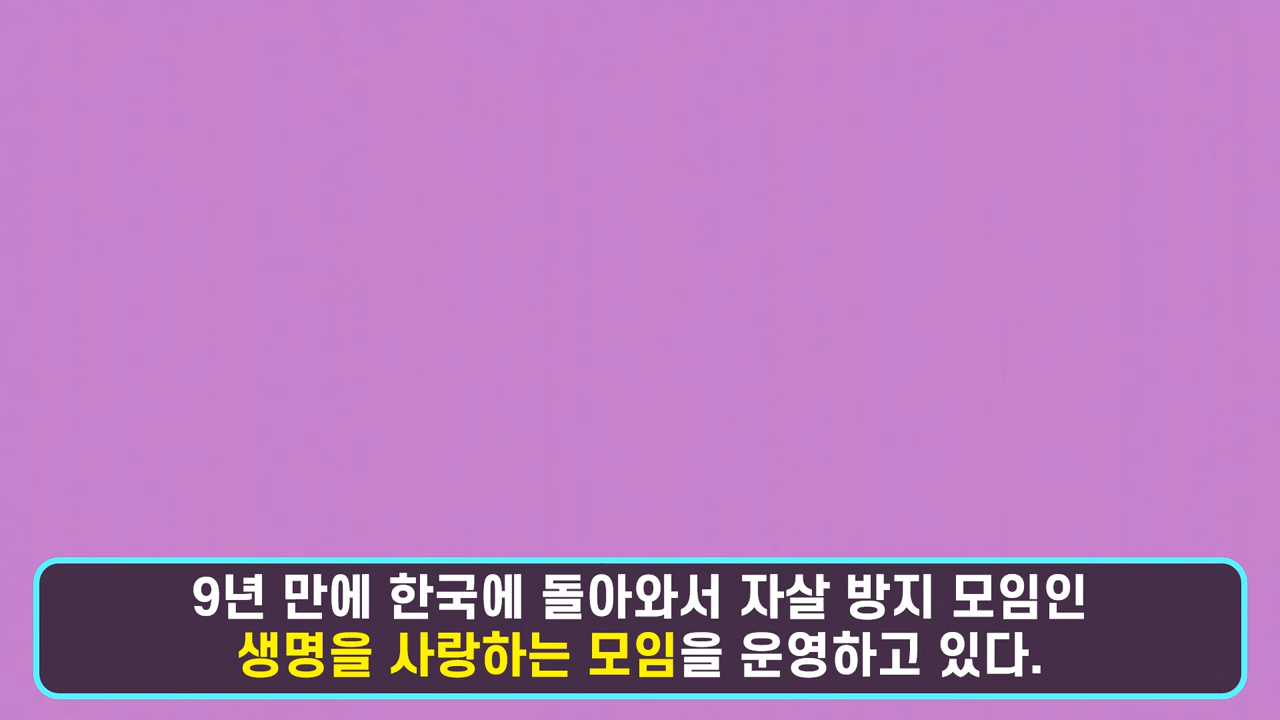 9년 만에 한국에 돌아와서 자살 방지 모임인
생명을 사랑하는 모임을 운영하고 있다.